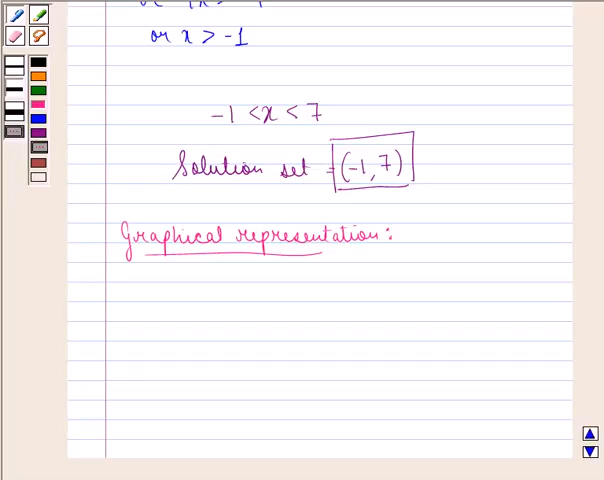 or x > -1
-1 < x < 7
Solution set = (-1, 7)
Graphical representation: